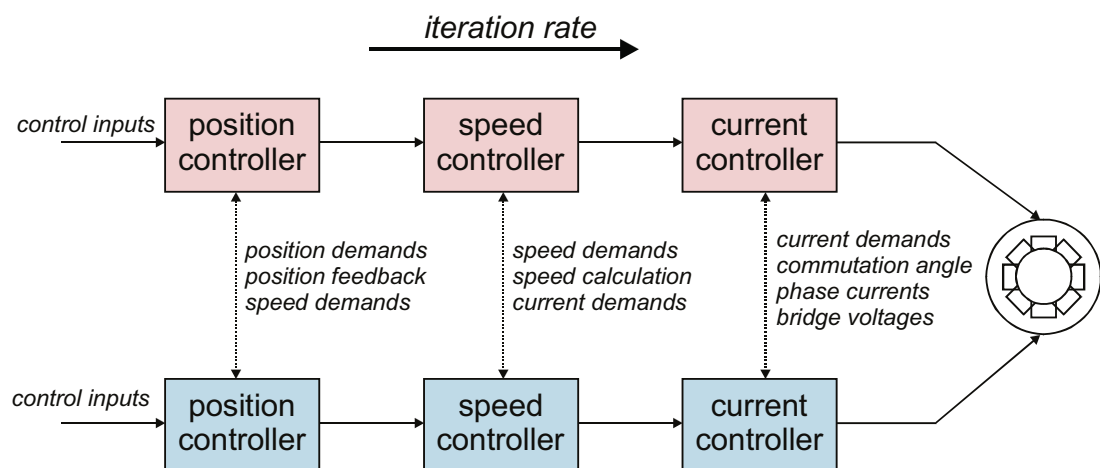 iteration rate
control inputs
position
controller
speed
controller
current
controller
position demands
position feedback
speed demands
speed demands
speed calculation
current demands
current demands
commutation angle
phase currents
bridge voltages
control inputs
position
controller
speed
controller
current
controller